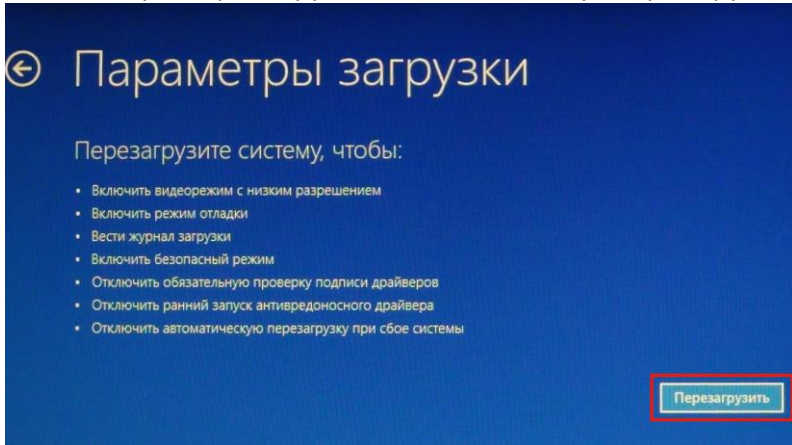 Параметры загрузки
Перезагрузите систему, чтобы:
• Включить видеорежим с низким разрешением
• Включить режим отладки
• Вести журнал загрузки
• Включить безопасный режим
• Отключить обязательную проверку подписи драйверов
• Отключить ранний запуск антивредоносного драйвера
• Отключить автоматическую перезагрузку при сбое системы
Перезагрузить